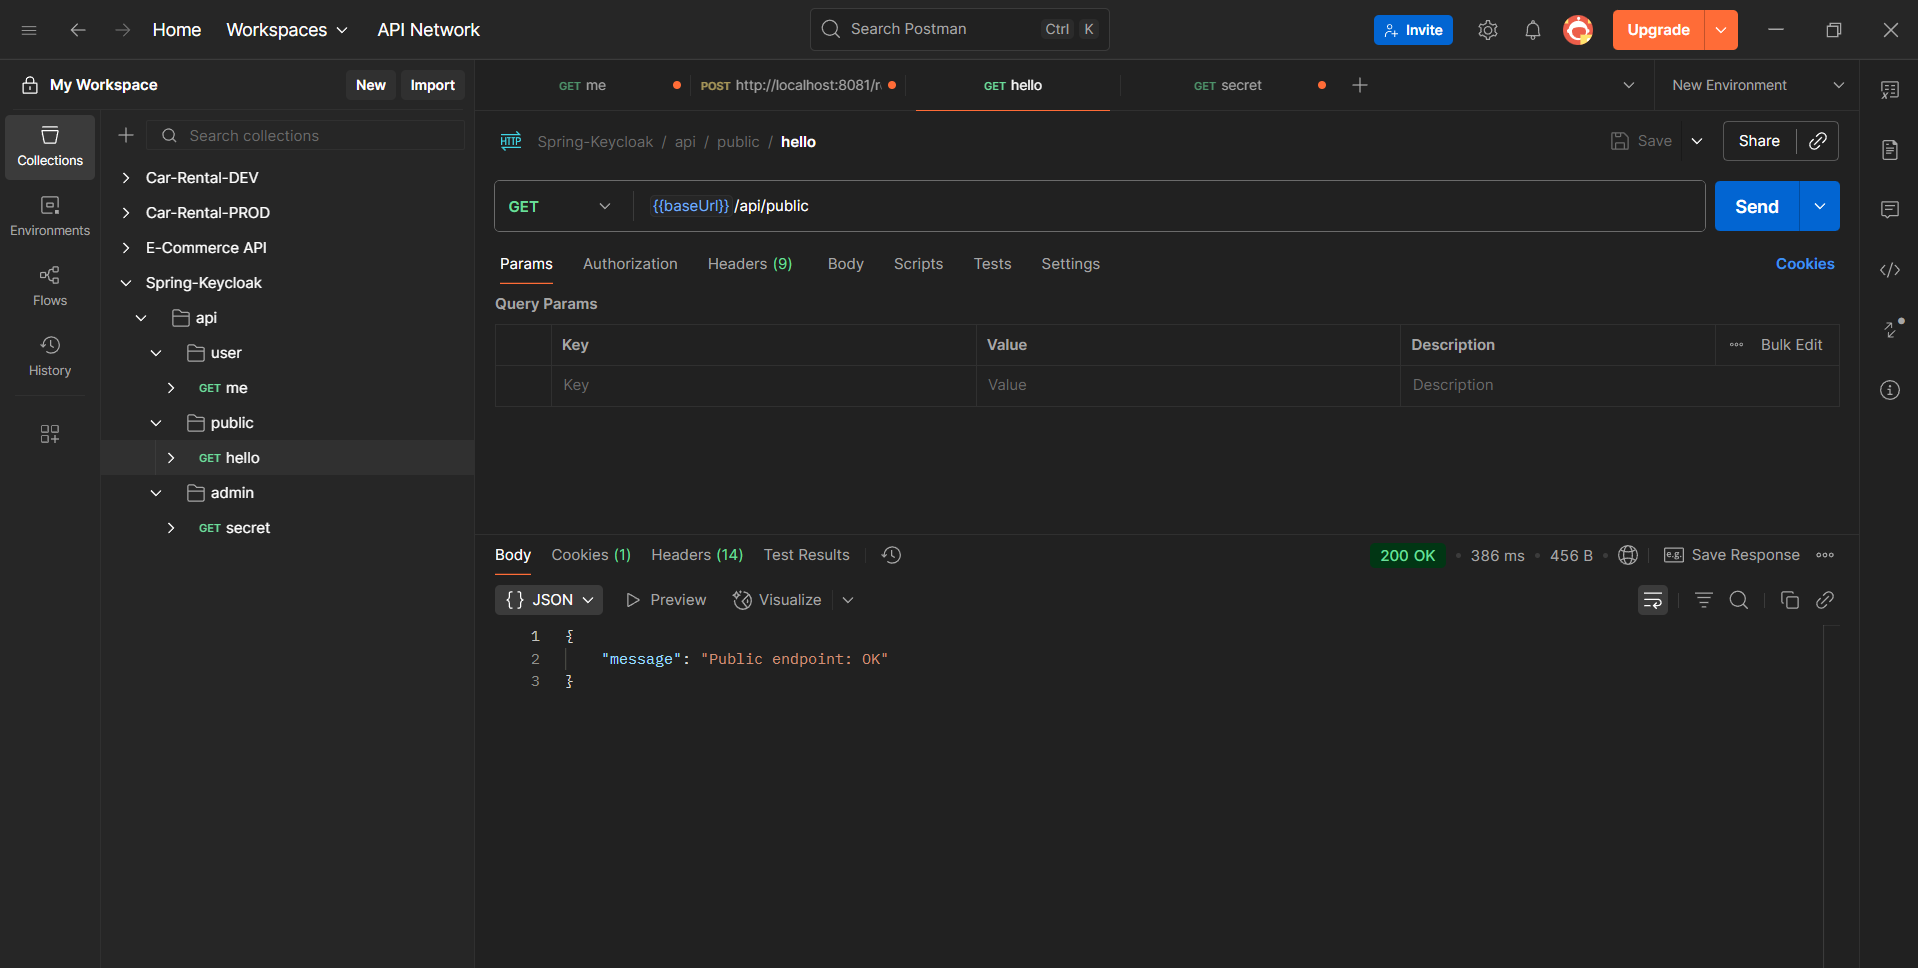 Home Workspaces API Network Search Postman Ctrl K Invite Upgrade
My Workspace New Import
GET me POST http://localhost:8081/r GET hello GET secret New Environment
Collections
Environments
Flows
History
Search collections
Car-Rental-DEV
Car-Rental-PROD
E-Commerce API
Spring-Keycloak
api
user
GET me
public
GET hello
admin
GET secret
HTTP Spring-Keycloak / api / public / hello Save Share
GET {{baseUrl}} /api/public Send
Params Authorization Headers (9) Body Scripts Tests Settings Cookies
Query Params
Key Value Description Bulk Edit
Key Value Description
Body Cookies (1) Headers (14) Test Results 200 OK • 386 ms • 456 B • e.g. Save Response
{} JSON Preview Visualize
1 {
2 "message": "Public endpoint: OK"
3 }